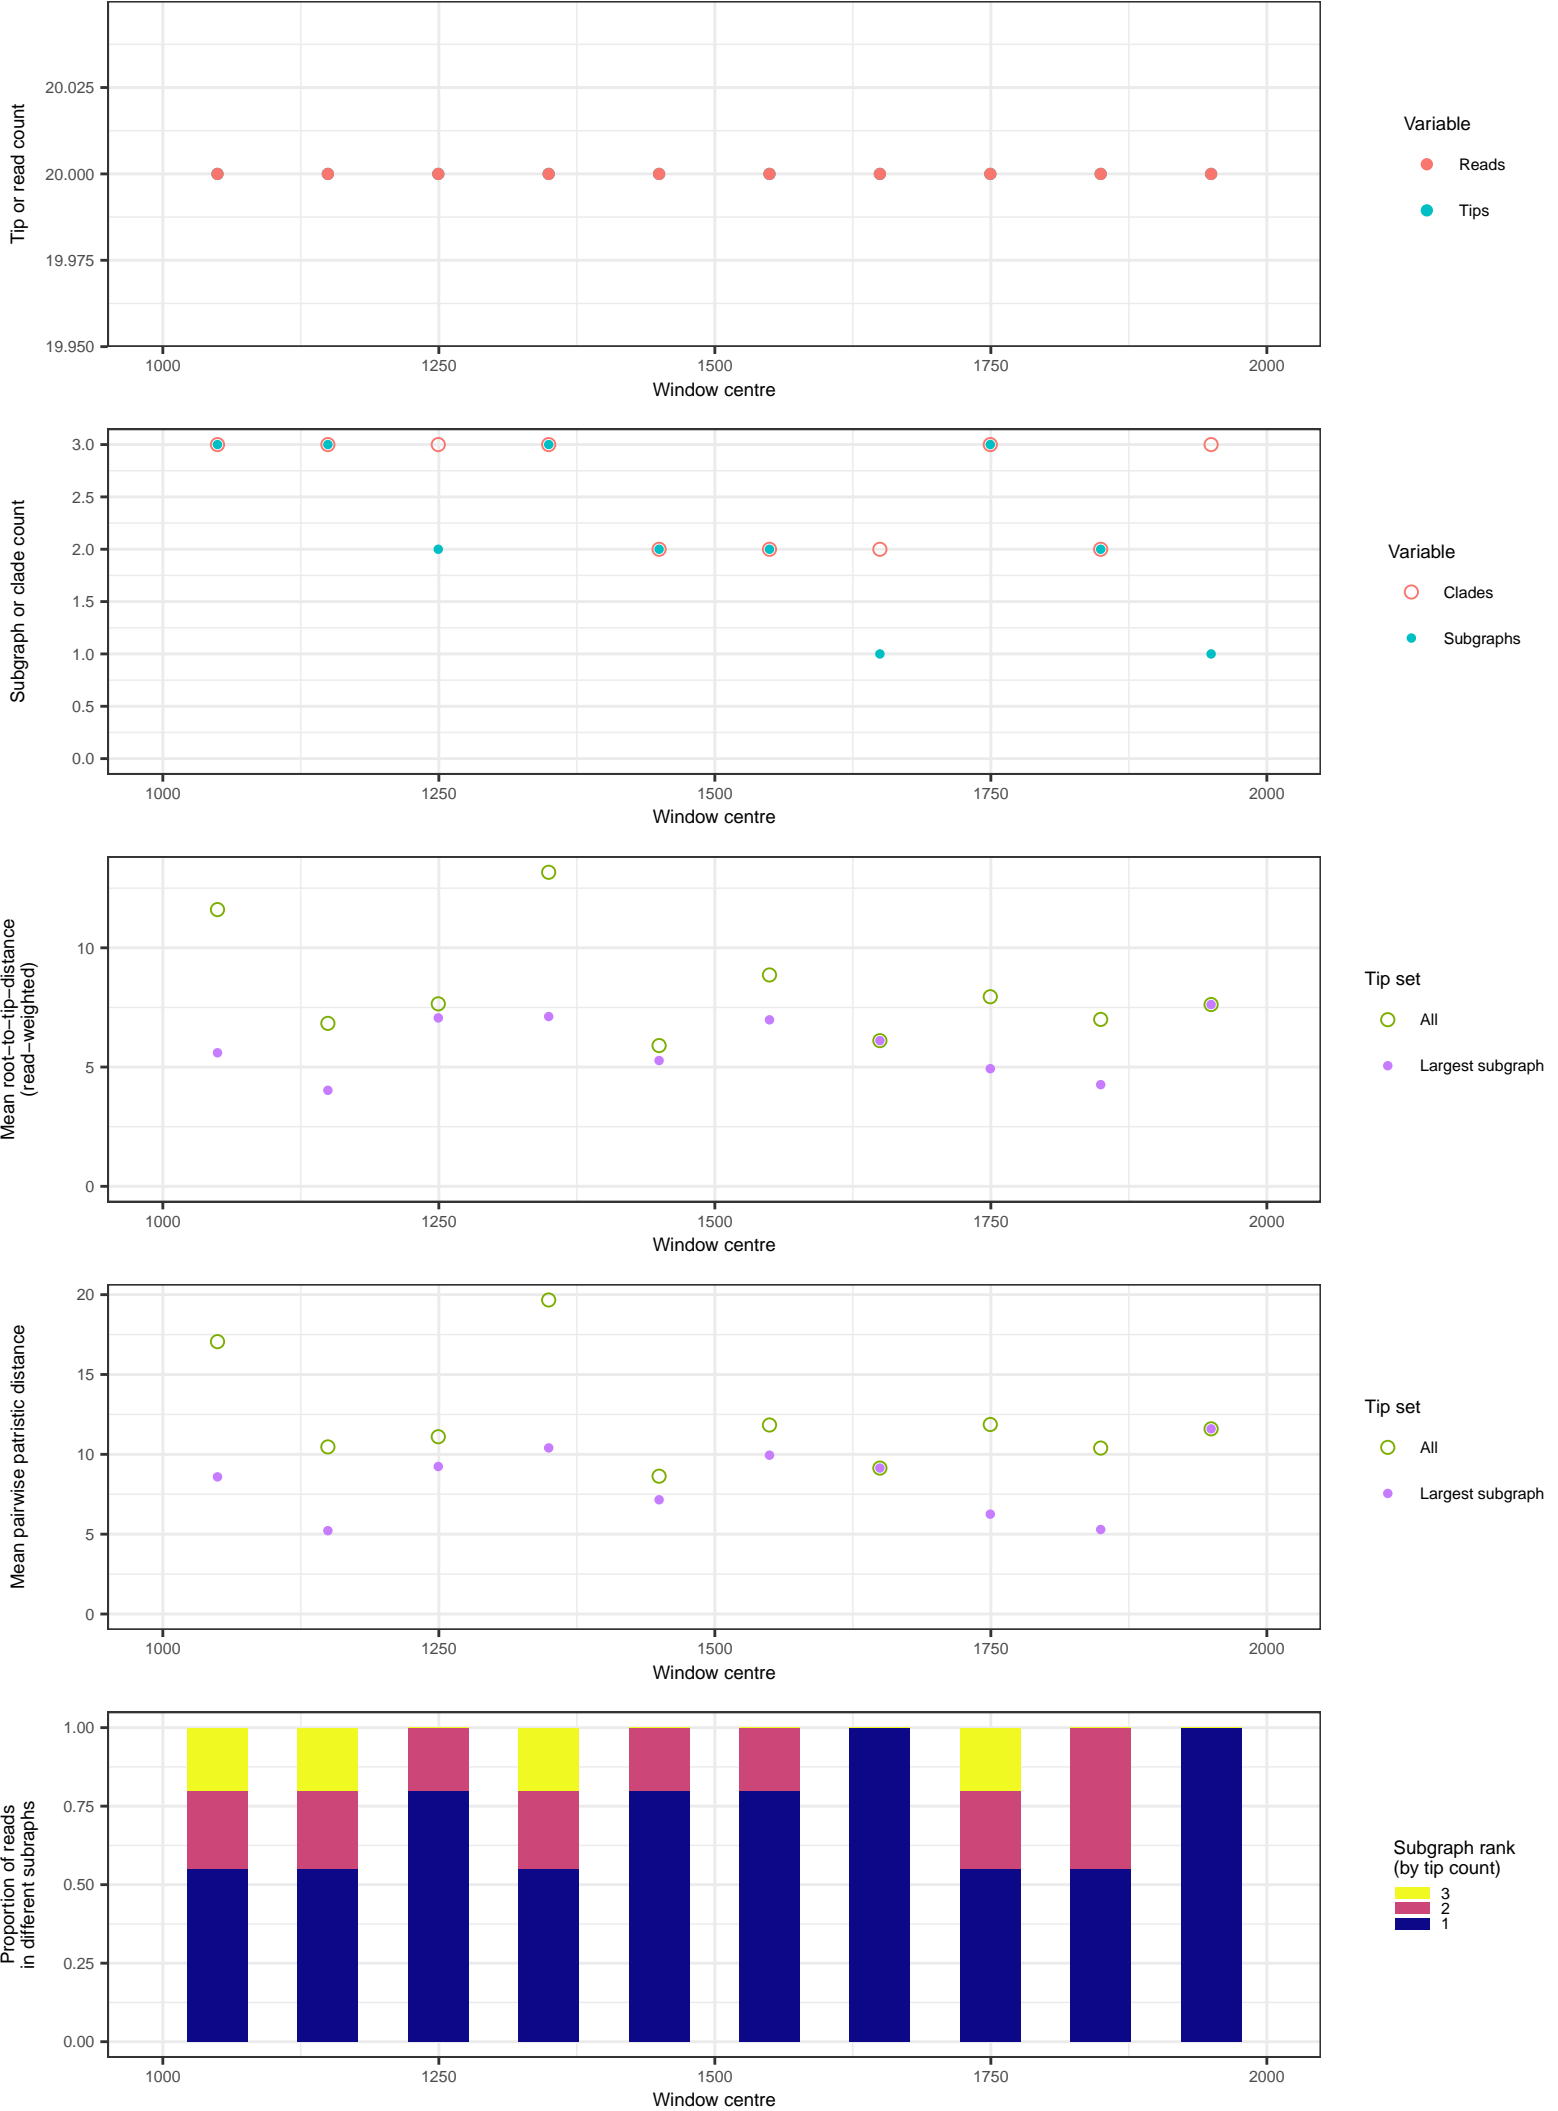 Tip or read count
20.025
20.000
19.975
19.950
1000 1250 1500 1750 2000
Window centre
Variable
Reads
Tips
Subgraph or clade count
3.0
2.5
2.0
1.5
1.0
0.5
0.0
1000 1250 1500 1750 2000
Window centre
Variable
Clades
Subgraphs
Mean root−to−tip−distance
(read−weighted)
10
5
0
1000 1250 1500 1750 2000
Window centre
Tip set
All
Largest subgraph
Mean pairwise patristic distance
20
15
10
5
0
1000 1250 1500 1750 2000
Window centre
Tip set
All
Largest subgraph
Proportion of reads
in different subraphs
1.00
0.75
0.50
0.25
0.00
1000 1250 1500 1750 2000
Window centre
Subgraph rank
(by tip count)
3
2
1